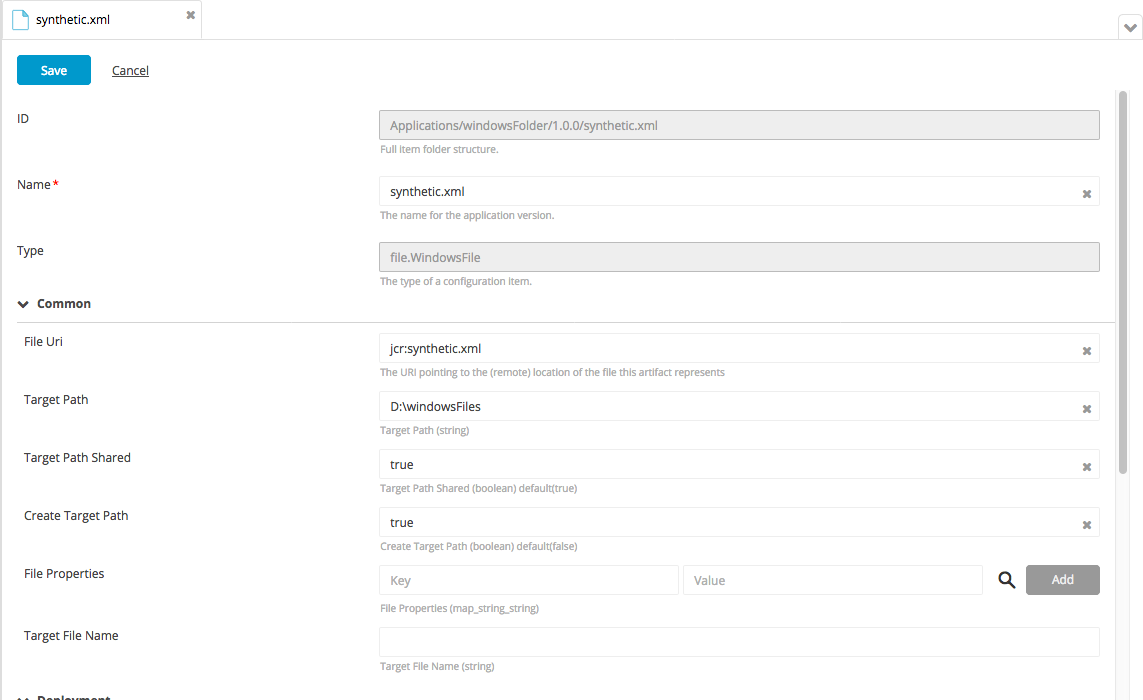 synthetic.xml
Save Cancel
ID
Applications/windowsFolder/1.0.0/synthetic.xml
Full item folder structure.
Name*
synthetic.xml
The name for the application version.
Type
file.WindowsFile
The type of a configuration item.
Common
File Uri
jcr:synthetic.xml
The URI pointing to the (remote) location of the file this artifact represents
Target Path
D:\windowsFiles
Target Path (string)
Target Path Shared
true
Target Path Shared (boolean) default(true)
Create Target Path
true
Create Target Path (boolean) default(false)
File Properties
Key Value Add
File Properties (map_string_string)
Target File Name
Target File Name (string)
Deployment